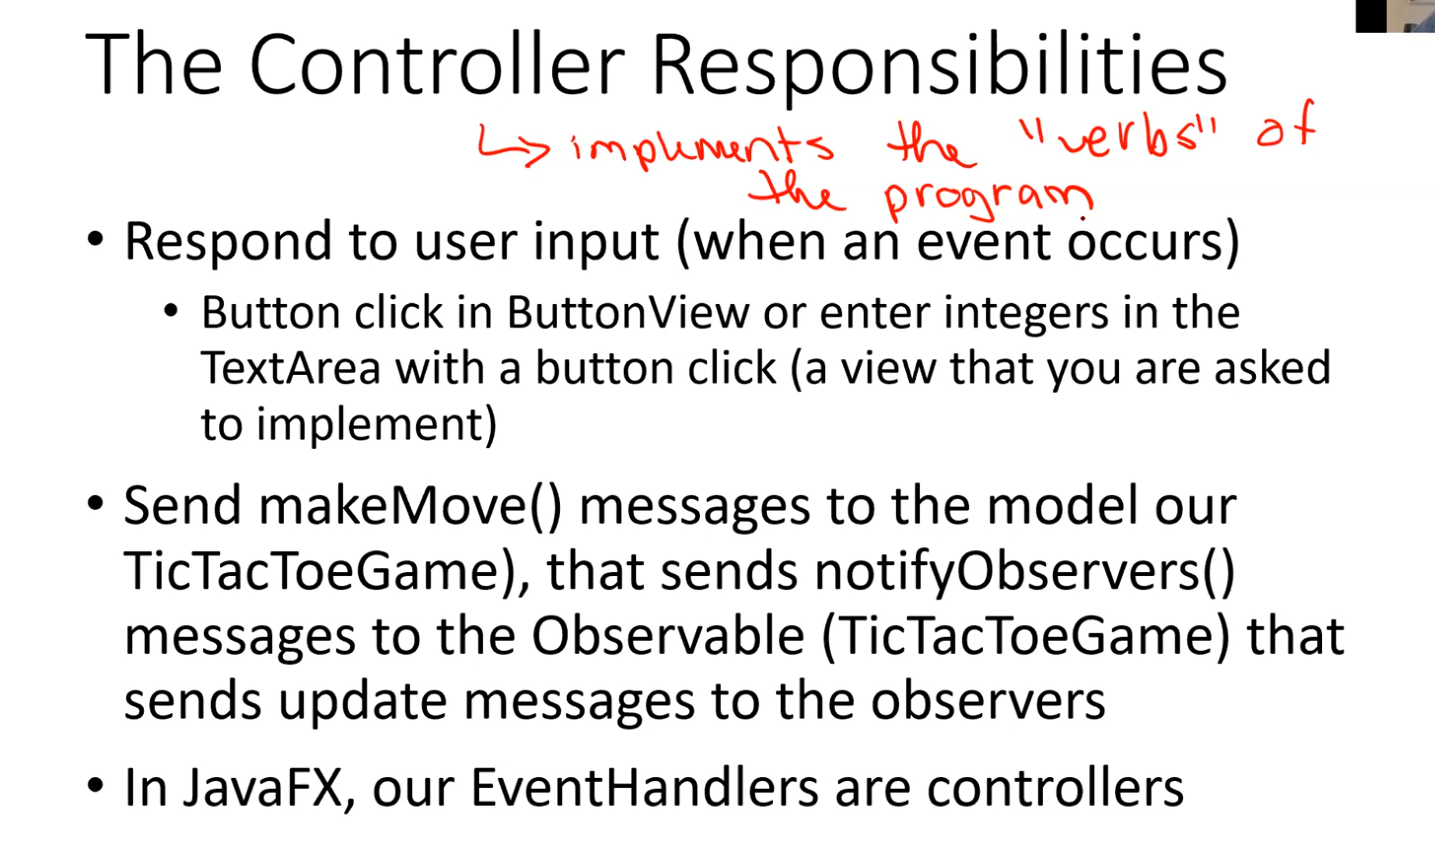 The Controller Responsibilities
↳ implements the "verbs" of
the program
• Respond to user input (when an event occurs)
• Button click in ButtonView or enter integers in the
TextArea with a button click (a view that you are asked
to implement)
• Send makeMove() messages to the model our
TicTacToeGame), that sends notifyObservers()
messages to the Observable (TicTacToeGame) that
sends update messages to the observers
• In JavaFX, our EventHandlers are controllers